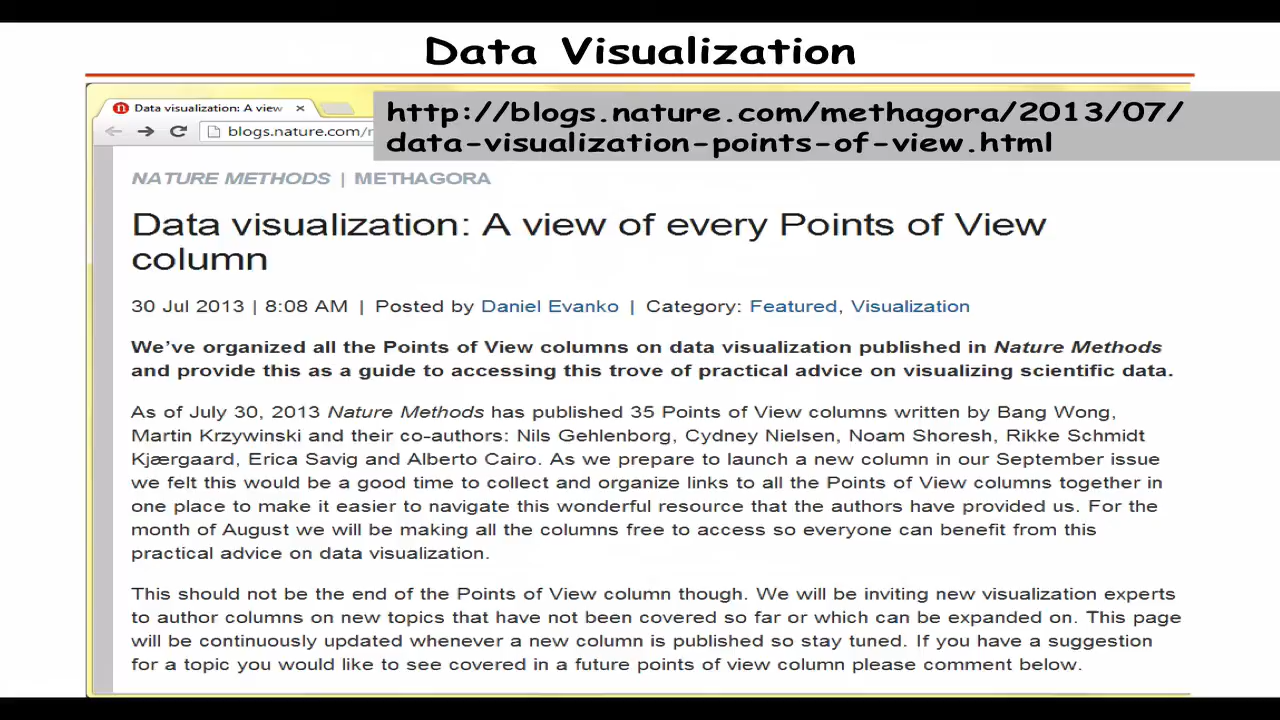 Data Visualization
Data visualization: A view
http://blogs.nature.com/methagora/2013/07/
data-visualization-points-of-view.html
blogs.nature.com/
NATURE METHODS | METHAGORA
Data visualization: A view of every Points of View
column
30 Jul 2013 | 8:08 AM | Posted by Daniel Evanko | Category: Featured, Visualization
We've organized all the Points of View columns on data visualization published in Nature Methods
and provide this as a guide to accessing this trove of practical advice on visualizing scientific data.
As of July 30, 2013 Nature Methods has published 35 Points of View columns written by Bang Wong,
Martin Krzywinski and their co-authors: Nils Gehlenborg, Cydney Nielsen, Noam Shoresh, Rikke Schmidt
Kjærgaard, Erica Savig and Alberto Cairo. As we prepare to launch a new column in our September issue
we felt this would be a good time to collect and organize links to all the Points of View columns together in
one place to make it easier to navigate this wonderful resource that the authors have provided us. For the
month of August we will be making all the columns free to access so everyone can benefit from this
practical advice on data visualization.
This should not be the end of the Points of View column though. We will be inviting new visualization experts
to author columns on new topics that have not been covered so far or which can be expanded on. This page
will be continuously updated whenever a new column is published so stay tuned. If you have a suggestion
for a topic you would like to see covered in a future points of view column please comment below.